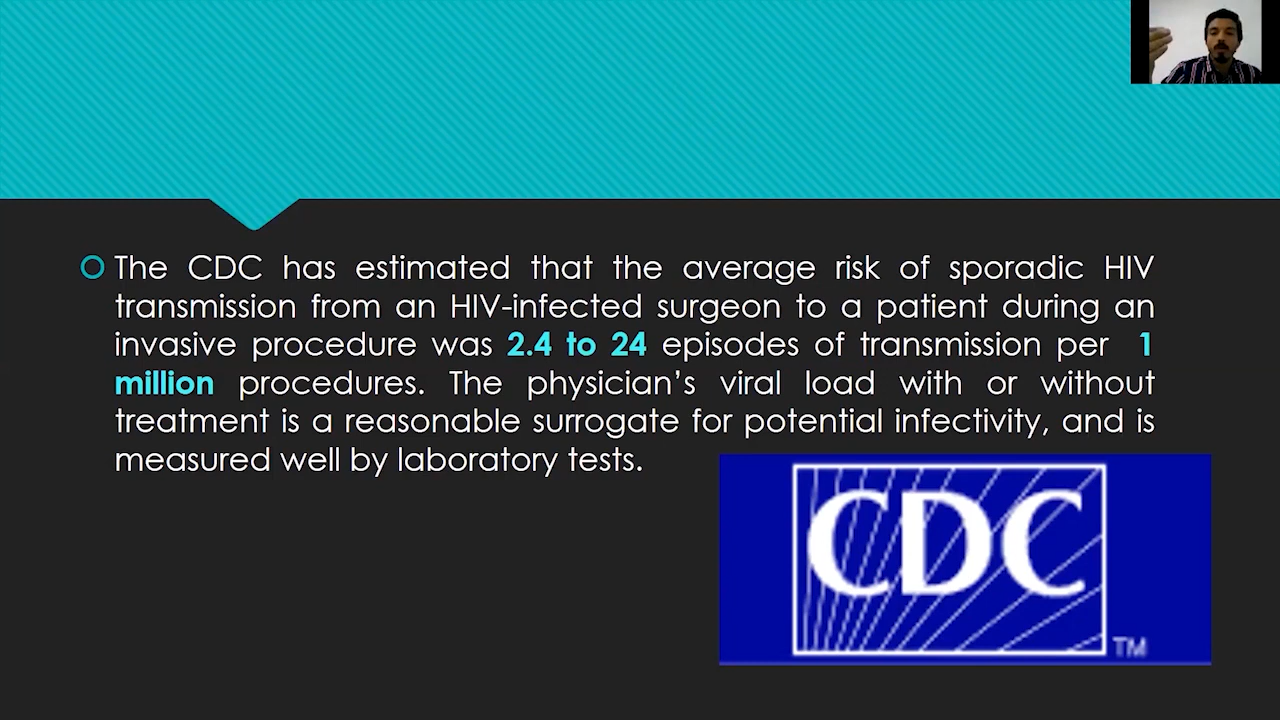 The CDC has estimated that the average risk of sporadic HIV
transmission from an HIV-infected surgeon to a patient during an
invasive procedure was 2.4 to 24 episodes of transmission per 1
million procedures. The physician’s viral load with or without
treatment is a reasonable surrogate for potential infectivity, and is
measured well by laboratory tests.
CDC
TM